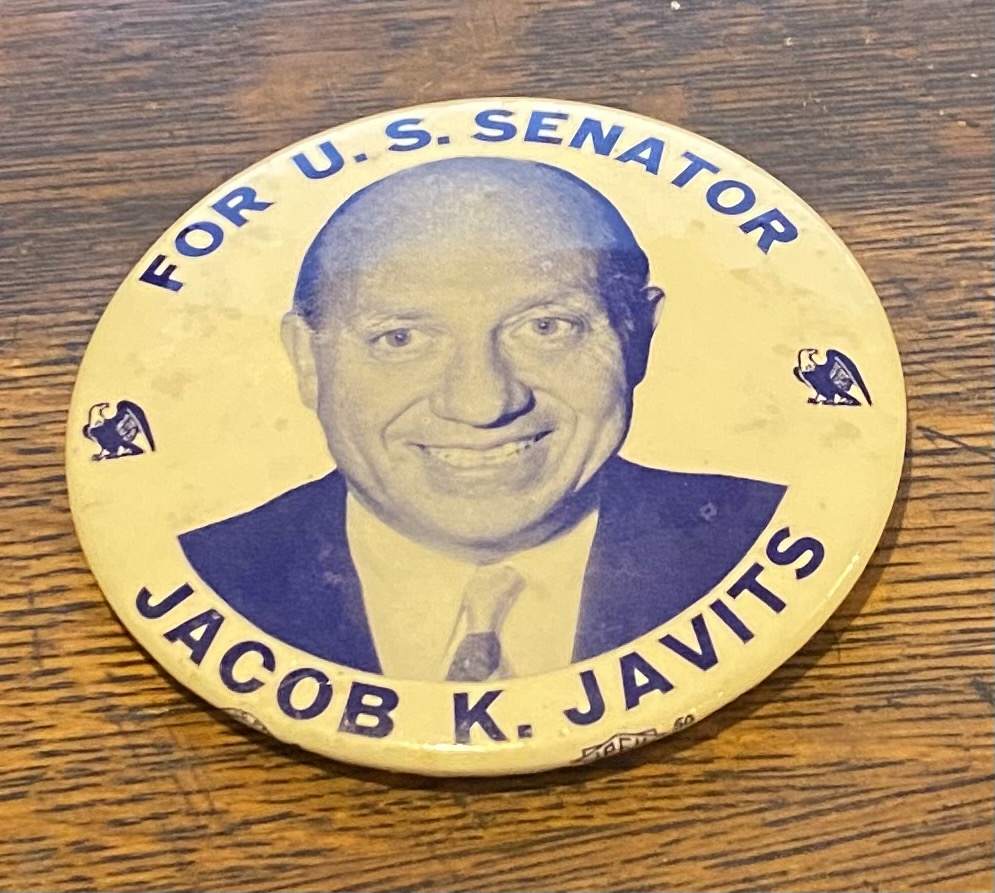 FOR U. S. SENATOR
JACOB K. JAVITS